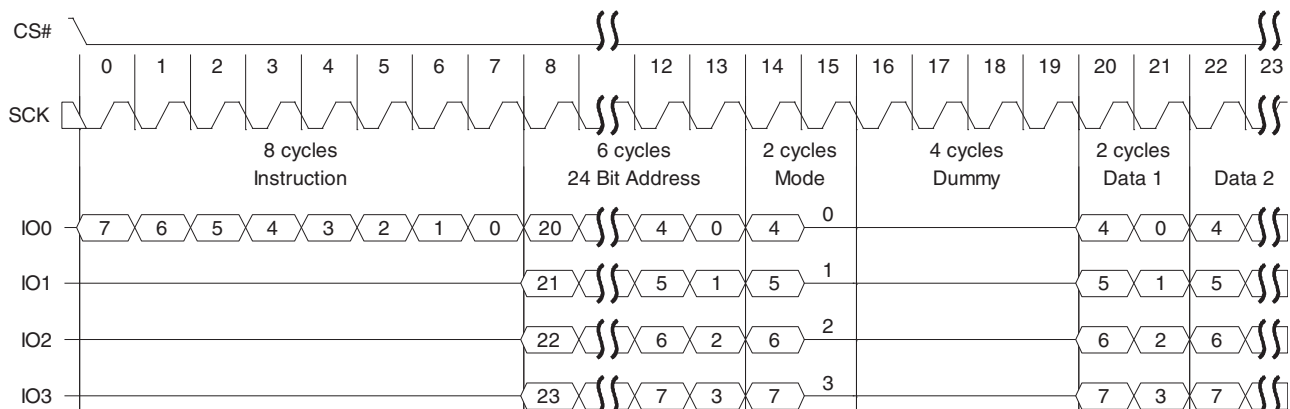 CS#
0 1 2 3 4 5 6 7 8 12 13 14 15 16 17 18 19 20 21 22 23
SCK
8 cycles 6 cycles 2 cycles 4 cycles 2 cycles
Instruction 24 Bit Address Mode Dummy Data 1 Data 2
IO0 7 6 5 4 3 2 1 0 20 4 0 4 0 4 0 4
IO1 21 5 1 5 1 5 1 5
IO2 22 6 2 6 2 6 2 6
IO3 23 7 3 7 3 7 3 7